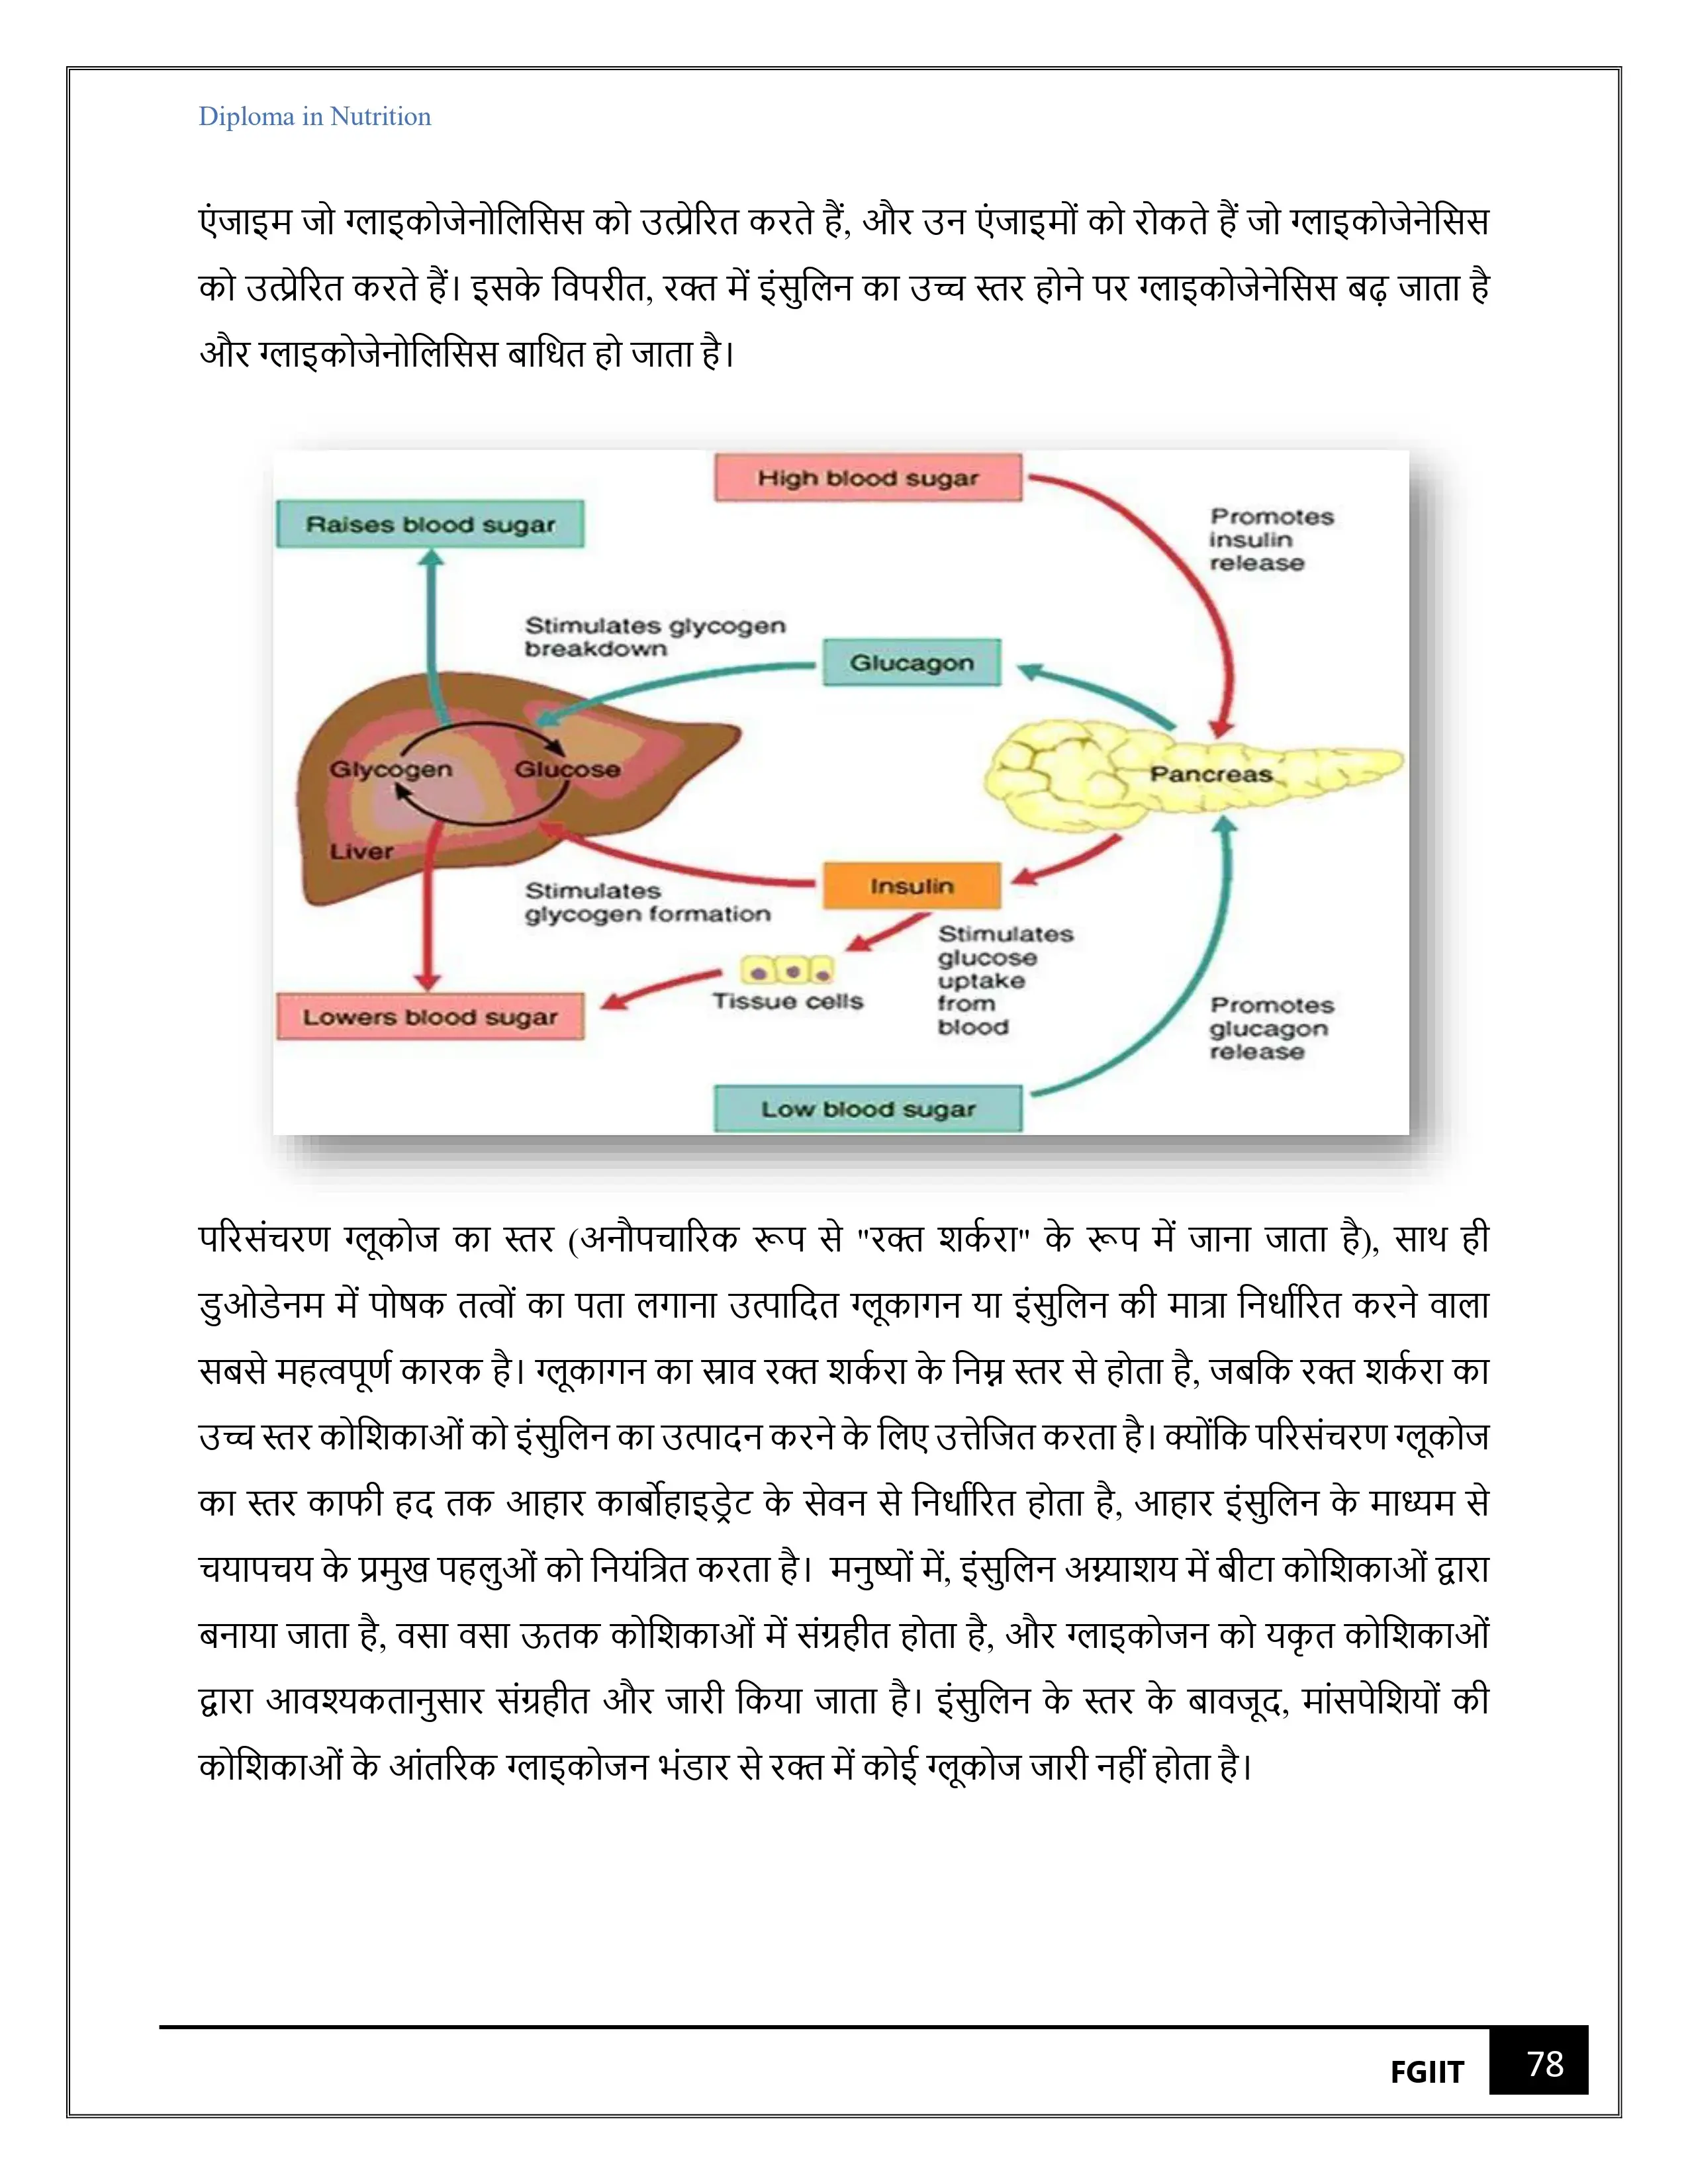 Diploma in Nutrition
एंजाइम जो ग्लाइकोजेनोलिसिस को उत्प्रेरित करते हैं, और उन एंजाइमों को रोकते हैं जो ग्लाइकोजेनेसिस
को उत्प्रेरित करते हैं। इसके विपरीत, रक्त में इंसुलिन का उच्च स्तर होने पर ग्लाइकोजेनेसिस बढ़ जाता है
और ग्लाइकोजेनोलिसिस बाधित हो जाता है।
High blood sugar
Raises blood sugar
Promotes
insulin
release
Stimulates glycogen
breakdown
Glucagon
Glycogen
Glucose
Pancreas
Liver
Insulin
Stimulates
glycogen formation
Stimulates
glucose
uptake
from
blood
Tissue cells
Lowers blood sugar
Promotes
glucagon
release
Low blood sugar
परिसंचरण ग्लूकोज का स्तर (अनौपचारिक रूप से "रक्त शर्करा" के रूप में जाना जाता है), साथ ही
डुओडेनम में पोषक तत्वों का पता लगाना उत्पादित ग्लूकागन या इंसुलिन की मात्रा निर्धारित करने वाला
सबसे महत्वपूर्ण कारक है। ग्लूकागन का स्राव रक्त शर्करा के निम्न स्तर से होता है, जबकि रक्त शर्करा का
उच्च स्तर कोशिकाओं को इंसुलिन का उत्पादन करने के लिए उत्तेजित करता है। क्योंकि परिसंचरण ग्लूकोज
का स्तर काफी हद तक आहार कार्बोहाइड्रेट के सेवन से निर्धारित होता है, आहार इंसुलिन के माध्यम से
चयापचय के प्रमुख पहलुओं को नियंत्रित करता है। मनुष्यों में, इंसुलिन अग्न्याशय में बीटा कोशिकाओं द्वारा
बनाया जाता है, वसा वसा ऊतक कोशिकाओं में संग्रहीत होता है, और ग्लाइकोजन को यकृत कोशिकाओं
द्वारा आवश्यकतानुसार संग्रहीत और जारी किया जाता है। इंसुलिन के स्तर के बावजूद, मांसपेशियों की
कोशिकाओं के आंतरिक ग्लाइकोजन भंडार से रक्त में कोई ग्लूकोज जारी नहीं होता है।
FGIIT 78